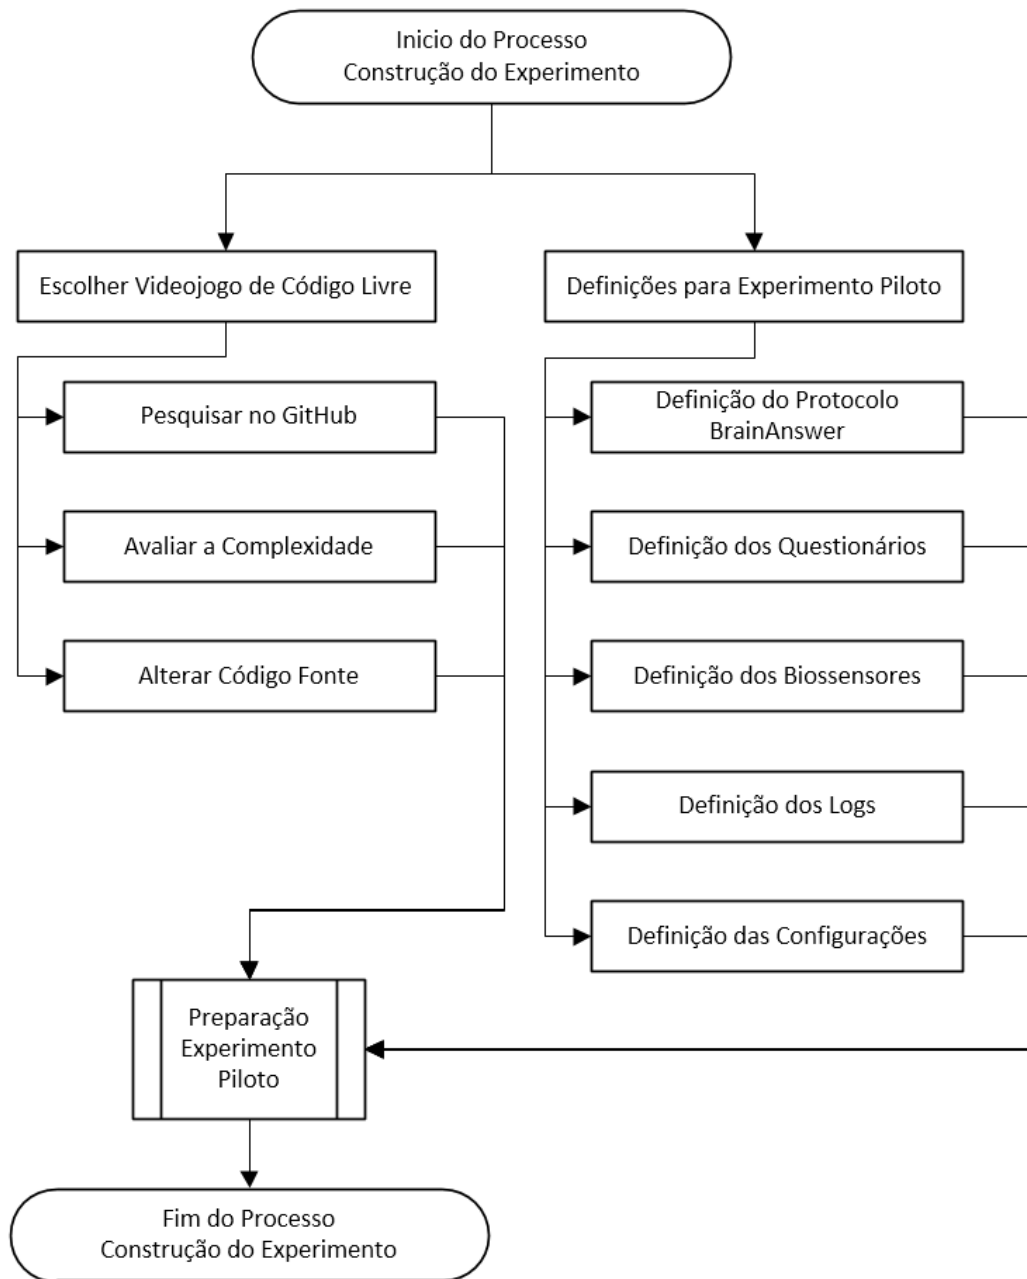 Inicio do Processo
Construção do Experimento
Escolher Videojogo de Código Livre
Definições para Experimento Piloto
Pesquisar no GitHub
Avaliar a Complexidade
Alterar Código Fonte
Definição do Protocolo
BrainAnswer
Definição dos Questionários
Definição dos Biossensores
Definição dos Logs
Definição das Configurações
Preparação
Experimento
Piloto
Fim do Processo
Construção do Experimento